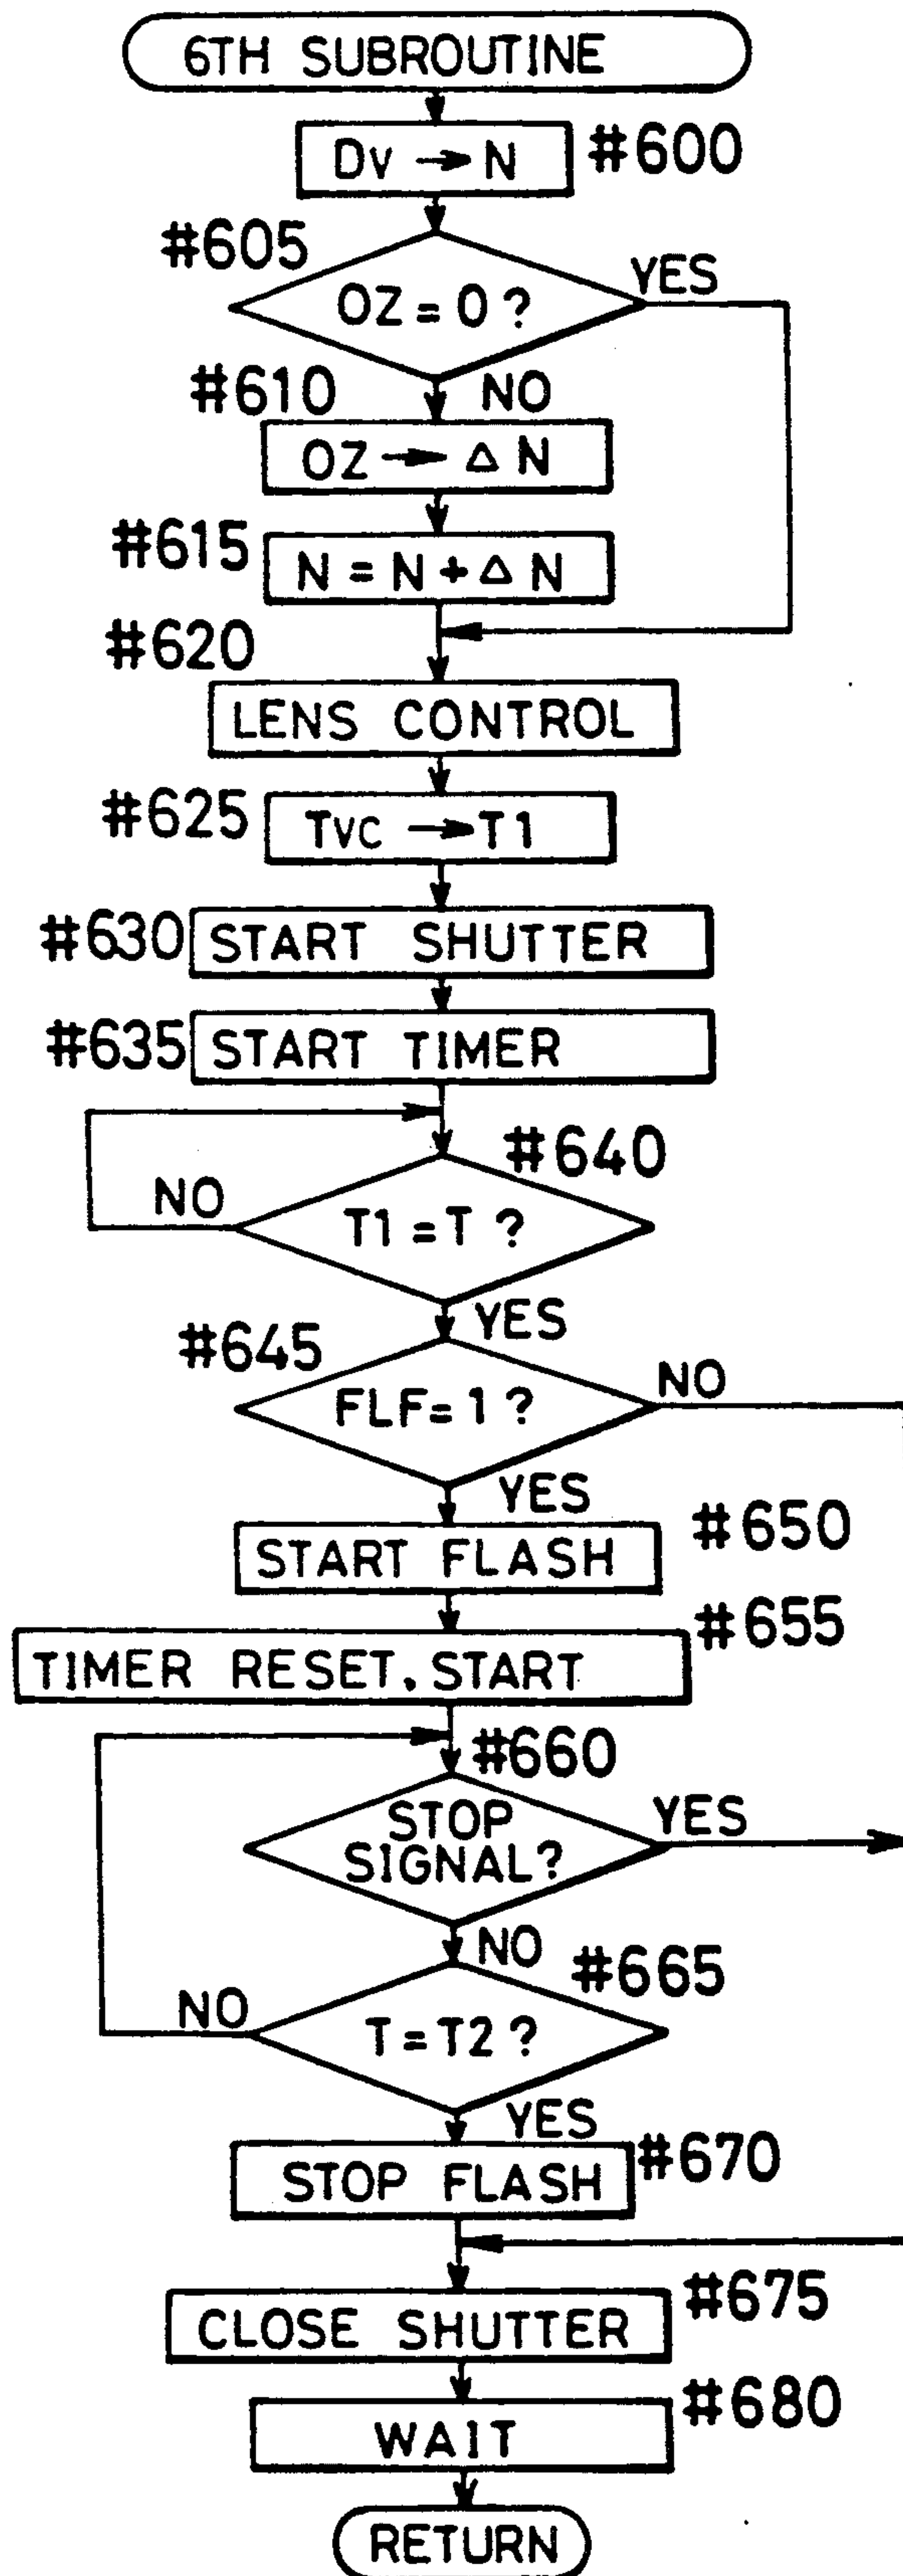 6TH SUBROUTINE
Dv → N #600
#605
YES
OZ = 0 ?
#610 NO
OZ → △ N
#615
N = N + △ N
#620
LENS CONTROL
#625
Tvc → T1
#630 START SHUTTER
#635 START TIMER
#640
NO
T1 = T ?
YES
#645
NO
FLF = 1 ?
YES
#650
START FLASH
#655
TIMER RESET. START
#660
STOP
SIGNAL?
YES
NO
#665
NO
T = T2 ?
YES
#670
STOP FLASH
#675
CLOSE SHUTTER
#680
WAIT
RETURN